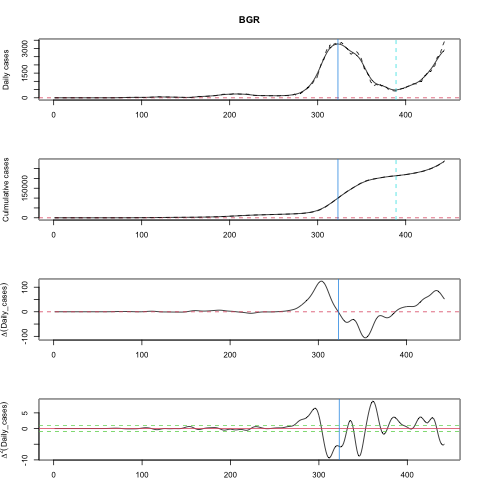 BGR
Daily cases
0 1500 3000
0 100 200 300 400
Culmulative cases
0 150000
0 100 200 300 400
Δ(Daily_cases)
-100 0 100
0 100 200 300 400
Δ²(Daily_cases)
-10 0 5
0 100 200 300 400